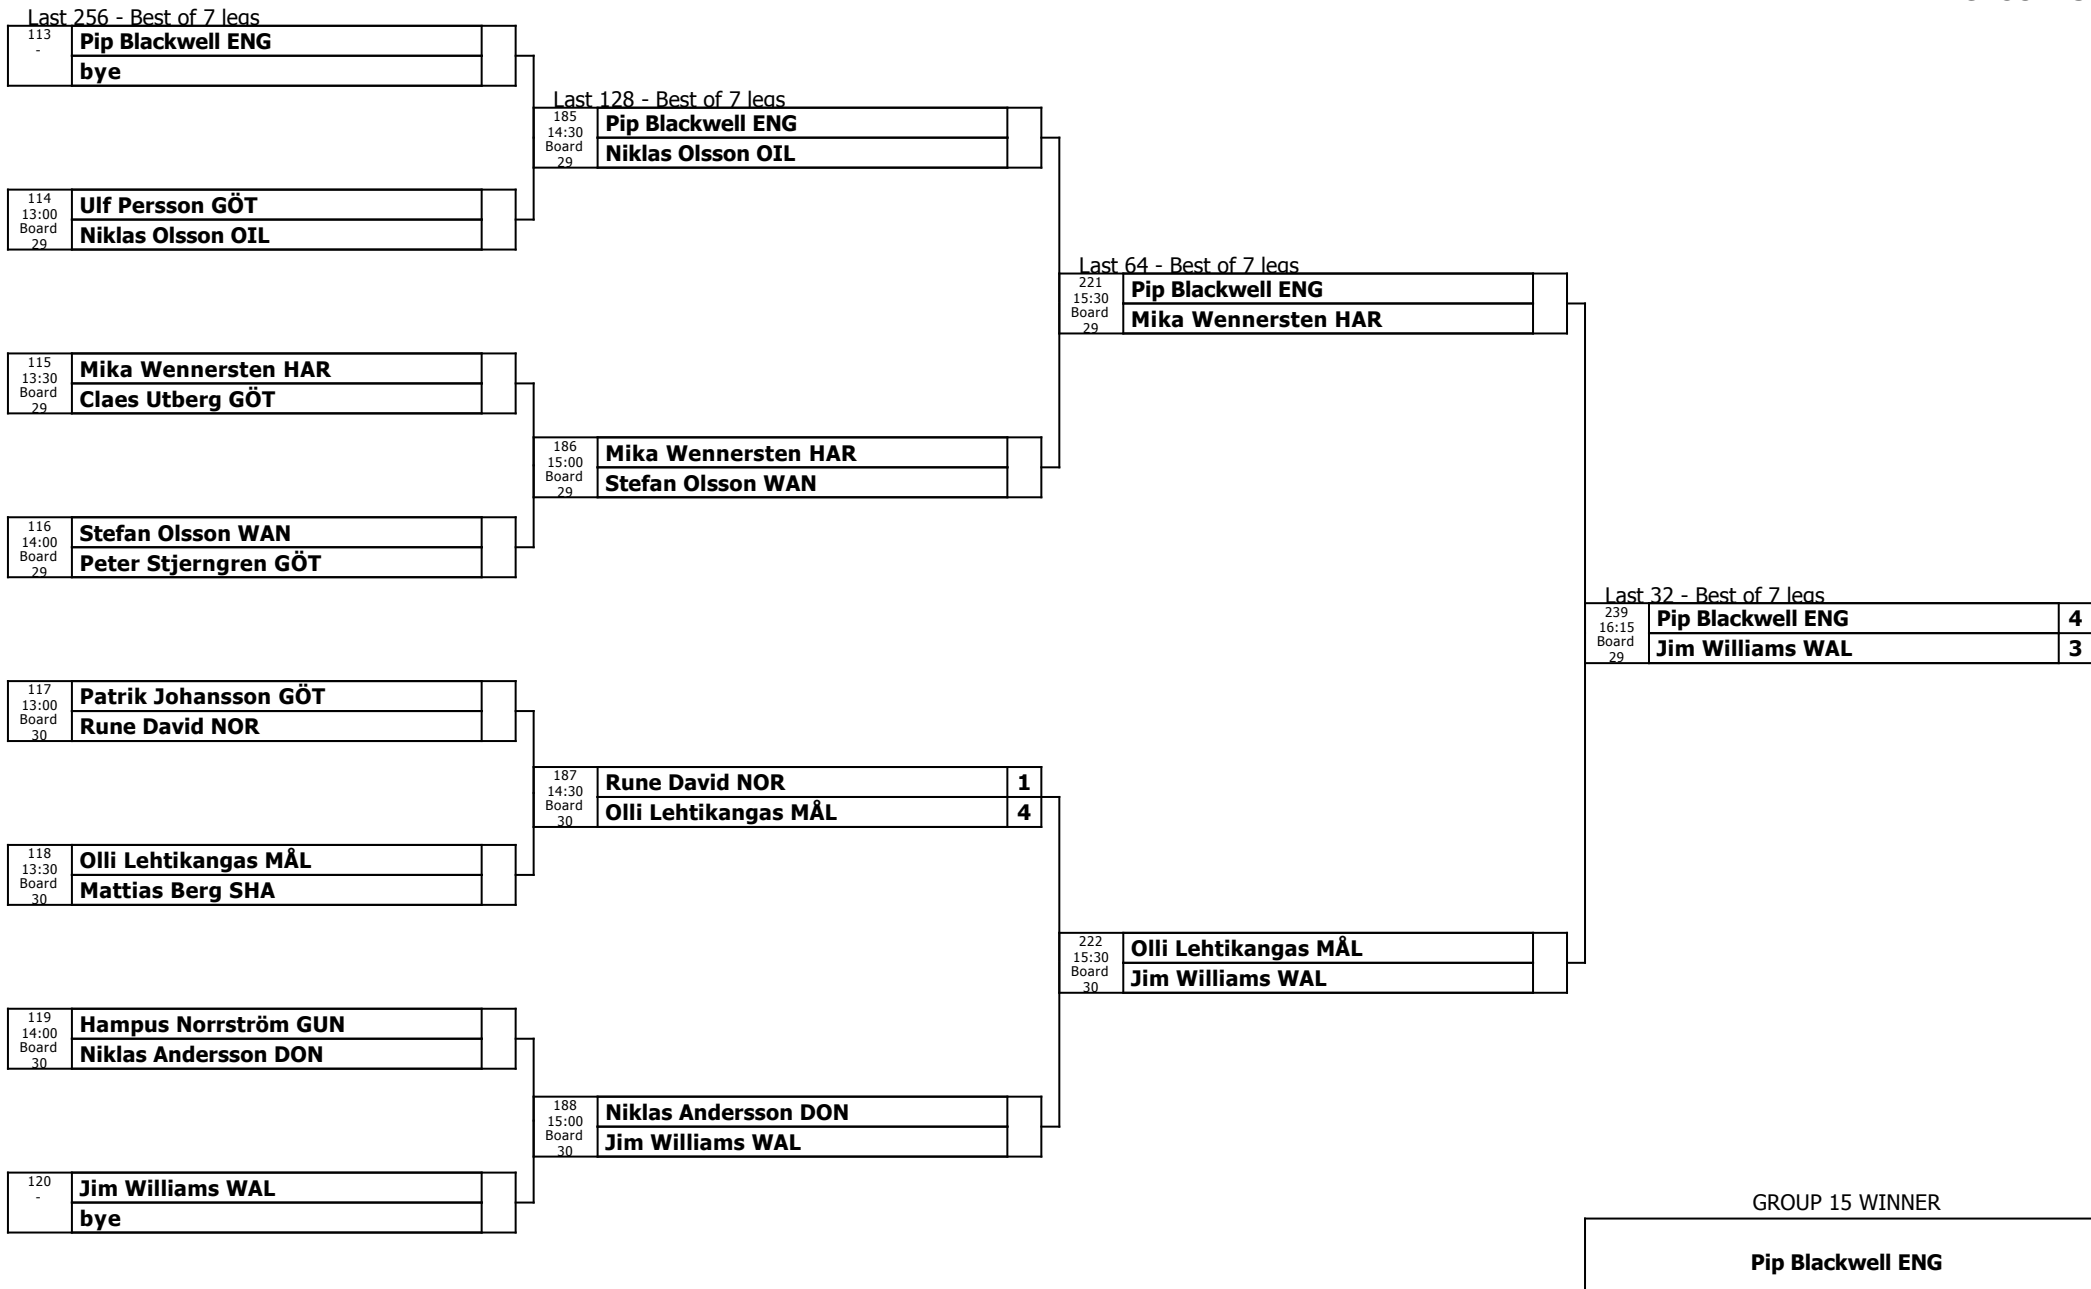 Last 256 - Best of 7 legs
113
-
Pip Blackwell ENG
bye
114
13:00
Board
29
Ulf Persson GÖT
Niklas Olsson OIL
115
13:30
Board
29
Mika Wennersten HAR
Claes Utberg GÖT
116
14:00
Board
29
Stefan Olsson WAN
Peter Stjerngren GÖT
117
13:00
Board
30
Patrik Johansson GÖT
Rune David NOR
118
13:30
Board
30
Olli Lehtikangas MÅL
Mattias Berg SHA
119
14:00
Board
30
Hampus Norrström GUN
Niklas Andersson DON
120
-
Jim Williams WAL
bye
Last 128 - Best of 7 legs
185
14:30
Board
29
Pip Blackwell ENG
Niklas Olsson OIL
186
15:00
Board
29
Mika Wennersten HAR
Stefan Olsson WAN
187
14:30
Board
30
Rune David NOR 1
Olli Lehtikangas MÅL 4
188
15:00
Board
30
Niklas Andersson DON
Jim Williams WAL
Last 64 - Best of 7 legs
221
15:30
Board
29
Pip Blackwell ENG
Mika Wennersten HAR
222
15:30
Board
30
Olli Lehtikangas MÅL
Jim Williams WAL
Last 32 - Best of 7 legs
239
16:15
Board
29
Pip Blackwell ENG 4
Jim Williams WAL 3
GROUP 15 WINNER
Pip Blackwell ENG